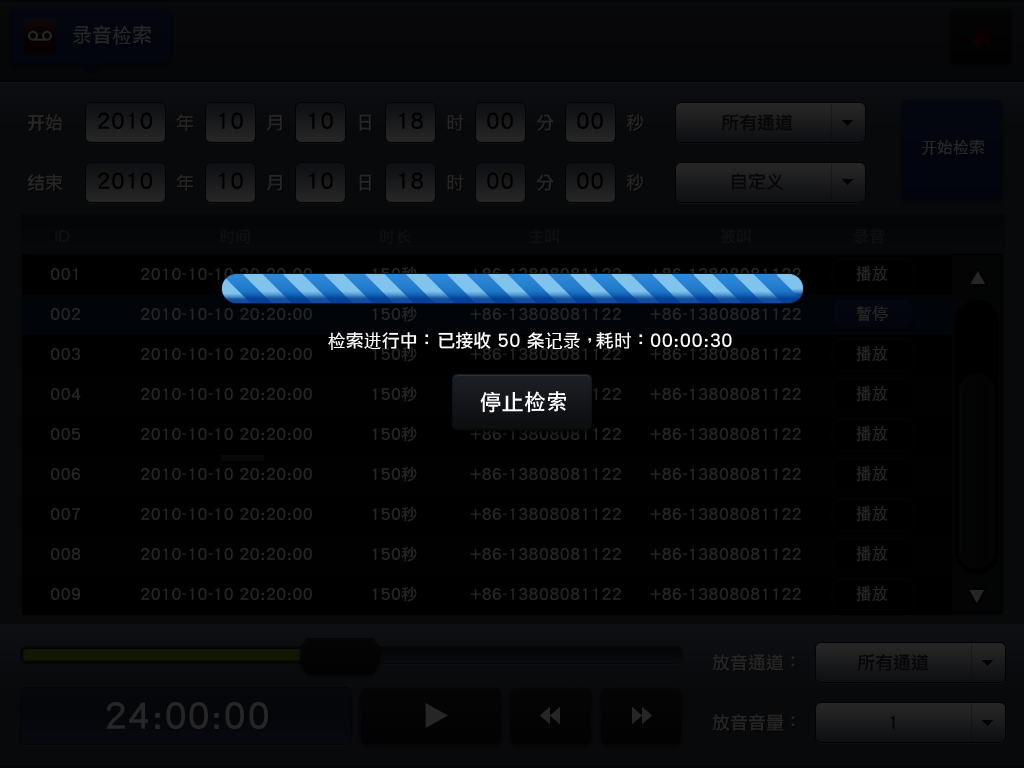 录音检索
开始 2010 年 10 月 10 日 18 时 00 分 00 秒 所有通道
开始检索
结束 2010 年 10 月 10 日 18 时 00 分 00 秒 自定义
ID 时间 时长 主叫 被叫 录音
001 2010-10-10 20:20:00 150秒 +86-13808081122 +86-13808081122 播放
002 2010-10-10 20:20:00 150秒 +86-13808081122 +86-13808081122 暂停
检索进行中：已接收 50 条记录，耗时：00:00:30
003 2010-10-10 20:20:00 150秒 +86-13808081122 +86-13808081122 播放
004 2010-10-10 20:20:00 150秒 +86-13808081122 +86-13808081122 播放
停止检索
005 2010-10-10 20:20:00 150秒 +86-13808081122 +86-13808081122 播放
006 2010-10-10 20:20:00 150秒 +86-13808081122 +86-13808081122 播放
007 2010-10-10 20:20:00 150秒 +86-13808081122 +86-13808081122 播放
008 2010-10-10 20:20:00 150秒 +86-13808081122 +86-13808081122 播放
009 2010-10-10 20:20:00 150秒 +86-13808081122 +86-13808081122 播放
放音通道： 所有通道
24:00:00
放音音量： 1